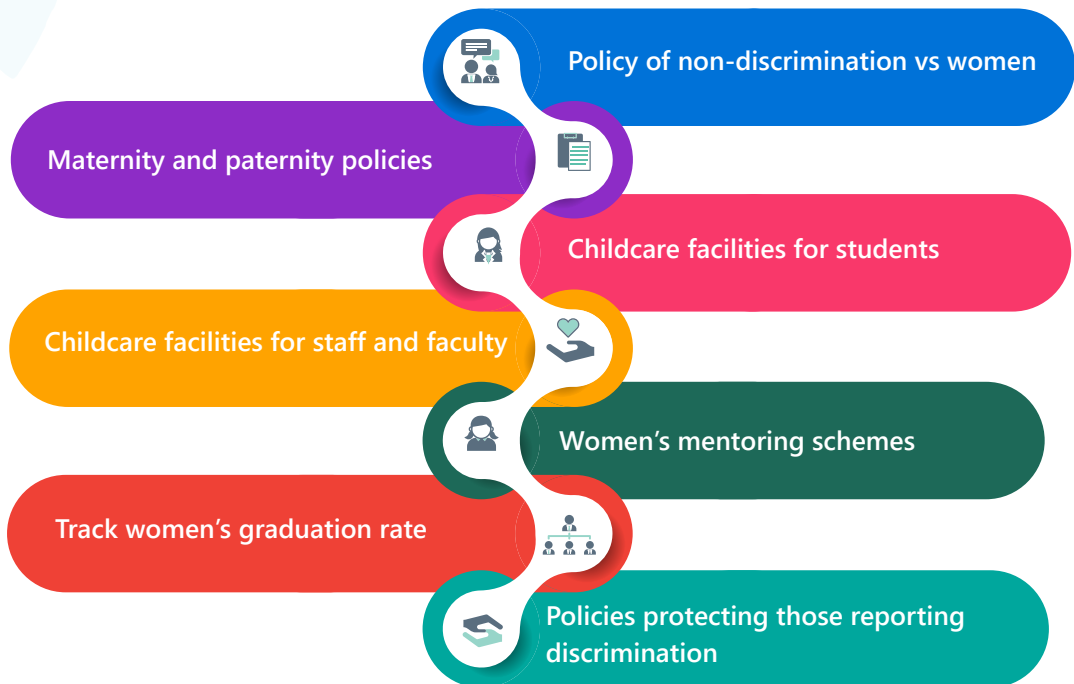 Policy of non-discrimination vs women
Maternity and paternity policies
Childcare facilities for students
Childcare facilities for staff and faculty
Women’s mentoring schemes
Track women’s graduation rate
Policies protecting those reporting
discrimination